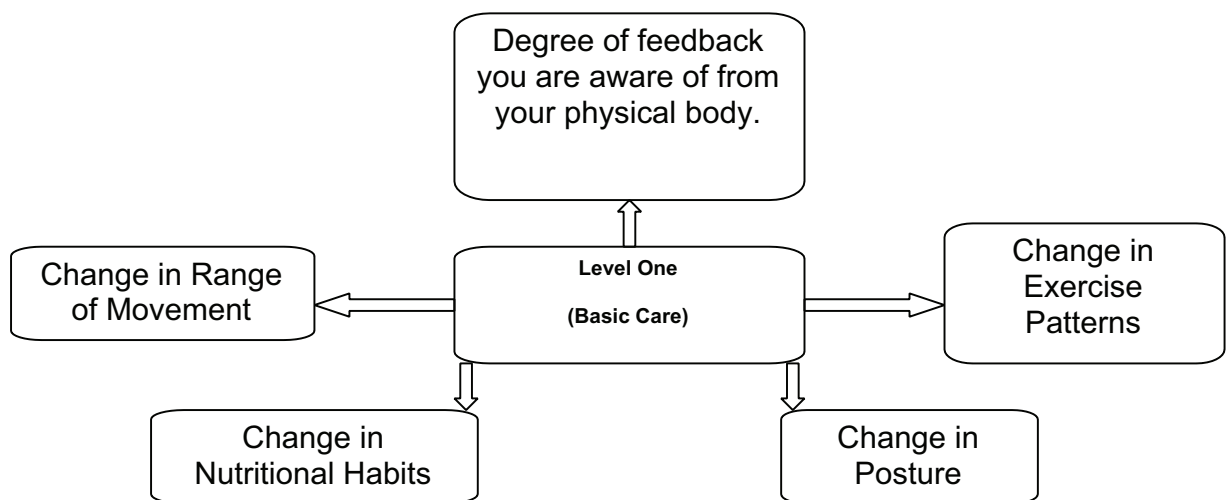 Degree of feedback
you are aware of from
your physical body.
Change in Range
of Movement
Level One
(Basic Care)
Change in
Exercise
Patterns
Change in
Nutritional Habits
Change in
Posture